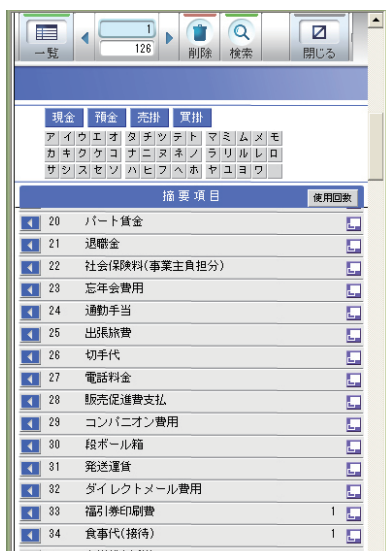 1
126
一覧
削除
検索
閉じる
現金 預金 売掛 買掛
アイウエオ タチツテト マミムメモ
カキクケコ ナニヌネノ ラリルレロ
サシスセソ ハヒフヘホ ヤユヨワ
摘要項目 使用回数
20 パート賃金
21 退職金
22 社会保険料(事業主負担分)
23 忘年会費用
24 通勤手当
25 出張旅費
26 切手代
27 電話料金
28 販売促進費支払
29 コンパニオン費用
30 段ボール箱
31 発送運賃
32 ダイレクトメール費用
33 福引券印刷費 1
34 食事代(接待) 1